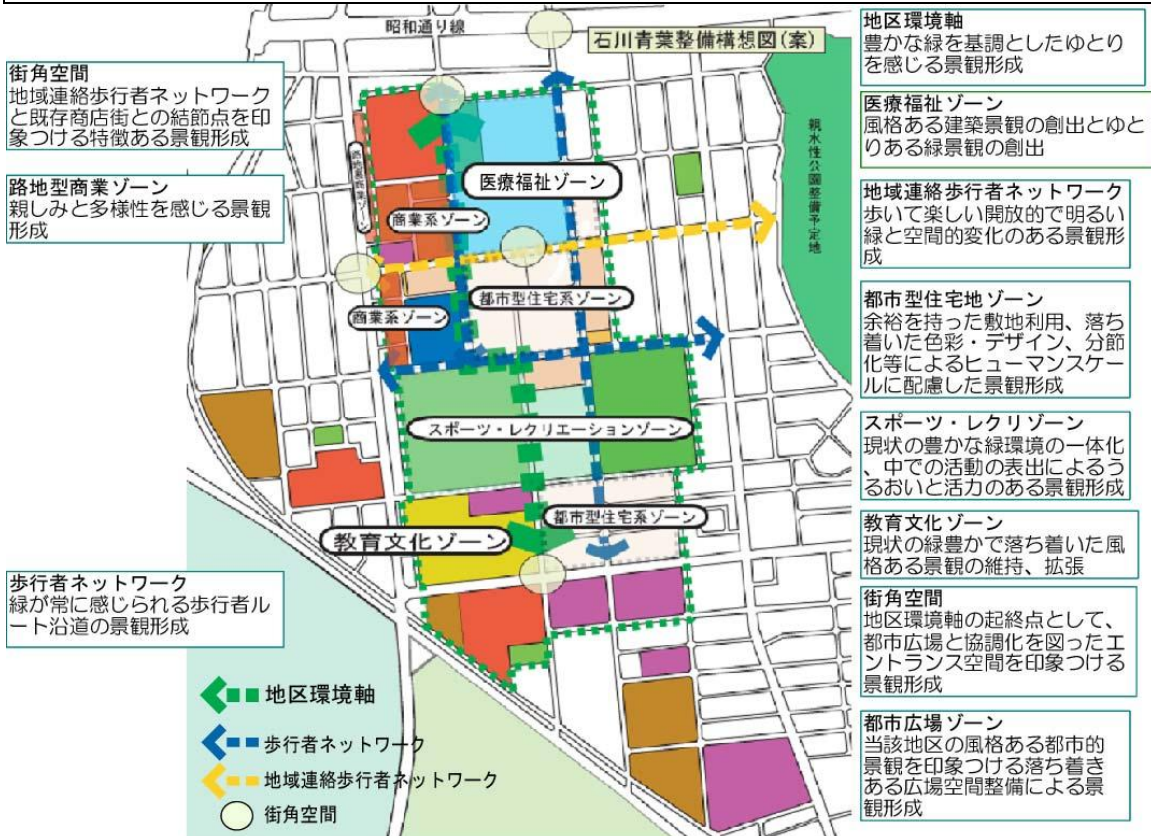 昭和通り線
石川青葉整備構想図(案)
街角空間
地域連絡歩行者ネットワーク
と既存商店街との結節点を印
象つける特徴ある景観形成
路地型商業ゾーン
親しみと多様性を感じる景観
形成
歩行者ネットワーク
緑が常に感じられる歩行者ル
ート沿道の景観形成
医療福祉ゾーン
商業系ゾーン
都市型住宅系ゾーン
商業系ゾーン
スポーツ・レクリエーションゾーン
都市型住宅系ゾーン
教育文化ゾーン
親水性公園整備予定地
地区環境軸
歩行者ネットワーク
地域連絡歩行者ネットワーク
街角空間
地区環境軸
豊かな緑を基調としたゆとり
を感じる景観形成
医療福祉ゾーン
風格ある建築景観の創出とゆと
りある緑景観の創出
地域連絡歩行者ネットワーク
歩いて楽しい開放的で明るい
緑と空間的変化のある景観形
成
都市型住宅地ゾーン
余裕を持った敷地利用、落ち
着いた色彩・デザイン、分節
化等によるヒューマンスケー
ルに配慮した景観形成
スポーツ・レクリゾーン
現状の豊かな緑環境の一体化
、中での活動の表出によるう
るおいと活力のある景観形成
教育文化ゾーン
現状の緑豊かで落ち着いた風
格ある景観の維持、拡張
街角空間
地区環境軸の起終点として、
都市広場と協調化を図ったエ
ントランス空間を印象つける
景観形成
都市広場ゾーン
当該地区の風格ある都市的
景観を印象つける落ち着き
ある広場空間整備による景
観形成